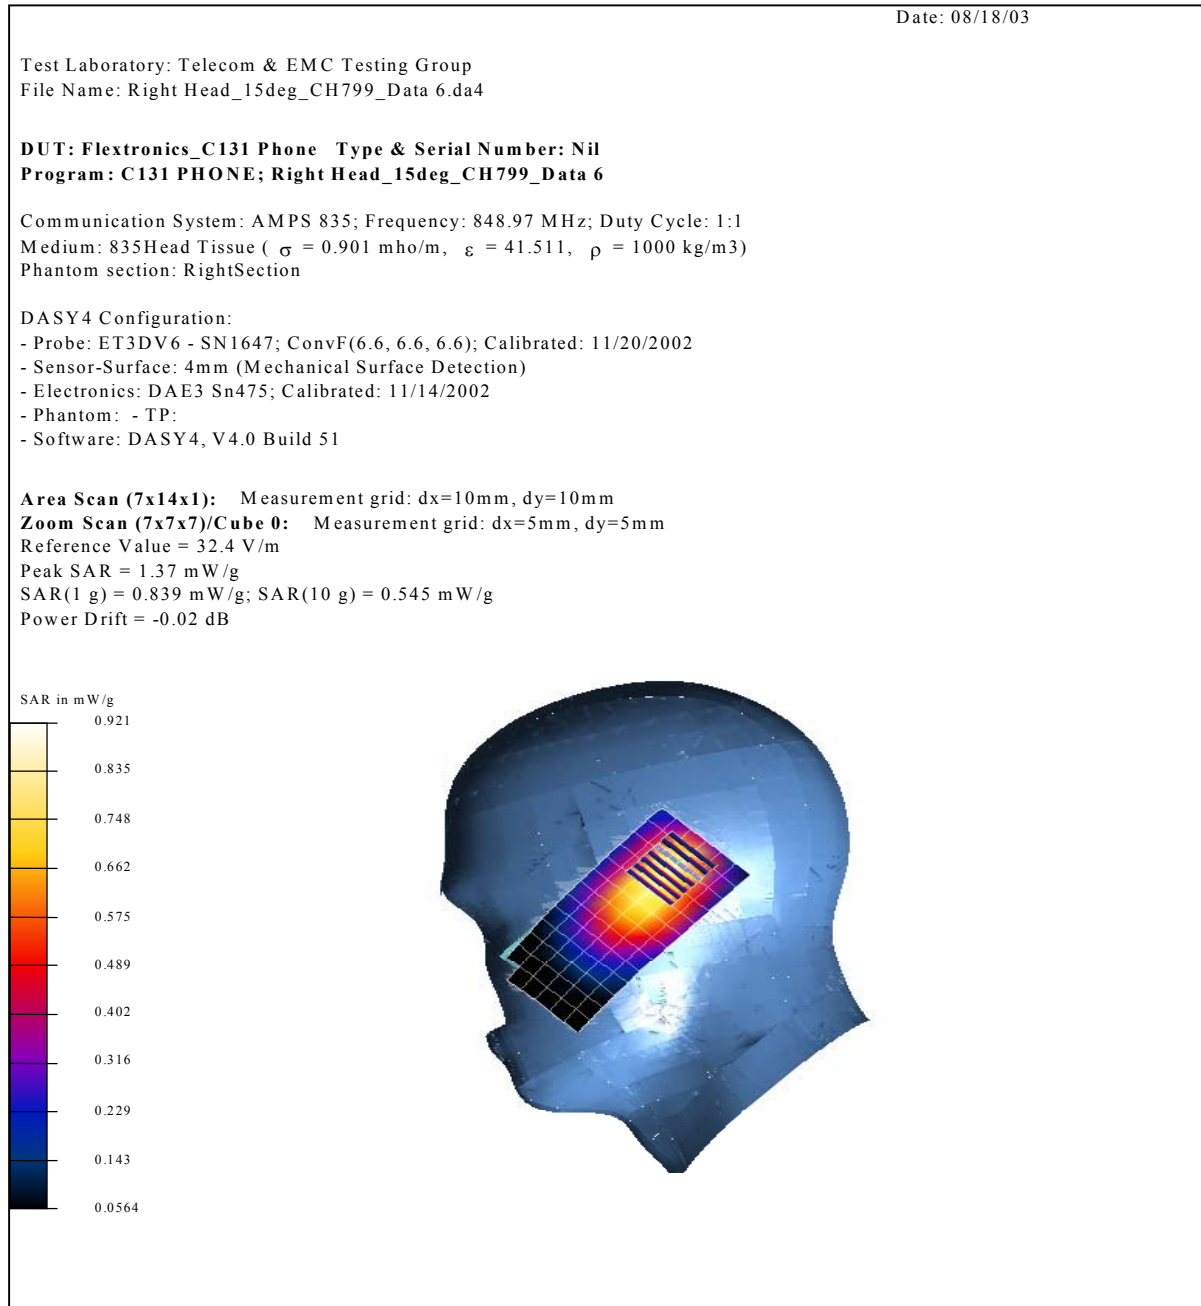 Date: 08/18/03
Test Laboratory: Telecom & EMC Testing Group
File Name: Right Head_15deg_CH799_Data 6.da4
DUT: Flextronics_C131 Phone   Type & Serial Number: Nil
Program: C131 PHONE; Right Head_15deg_CH799_Data 6
Communication System: AMPS 835; Frequency: 848.97 MHz; Duty Cycle: 1:1
Medium: 835Head Tissue ( σ = 0.901 mho/m, ε = 41.511, ρ = 1000 kg/m3)
Phantom section: RightSection
DASY4 Configuration:
- Probe: ET3DV6 - SN1647; ConvF(6.6, 6.6, 6.6); Calibrated: 11/20/2002
- Sensor-Surface: 4mm (Mechanical Surface Detection)
- Electronics: DAE3 Sn475; Calibrated: 11/14/2002
- Phantom: - TP:
- Software: DASY4, V4.0 Build 51
Area Scan (7x14x1): Measurement grid: dx=10mm, dy=10mm
Zoom Scan (7x7x7)/Cube 0: Measurement grid: dx=5mm, dy=5mm
Reference Value = 32.4 V/m
Peak SAR = 1.37 mW/g
SAR(1 g) = 0.839 mW/g; SAR(10 g) = 0.545 mW/g
Power Drift = -0.02 dB
SAR in mW/g
0.921
0.835
0.748
0.662
0.575
0.489
0.402
0.316
0.229
0.143
0.0564